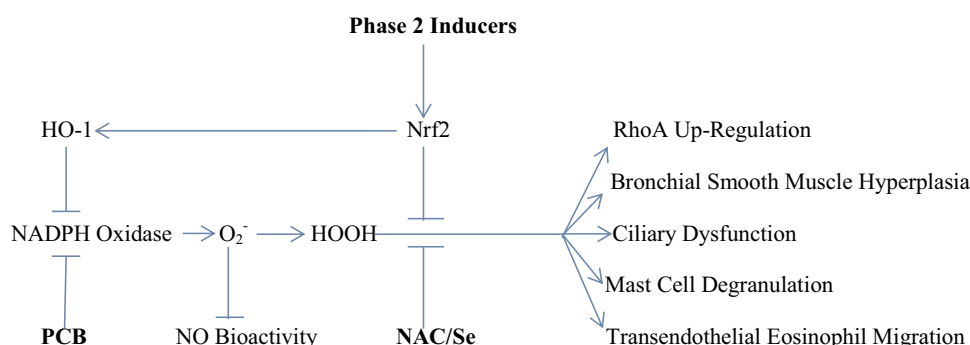 Phase 2 Inducers
HO-1
Nrf2
RhoA Up-Regulation
Bronchial Smooth Muscle Hyperplasia
NADPH Oxidase
O₂⁻
HOOH
Ciliary Dysfunction
Mast Cell Degranulation
PCB
NO Bioactivity
NAC/Se
Transendothelial Eosinophil Migration